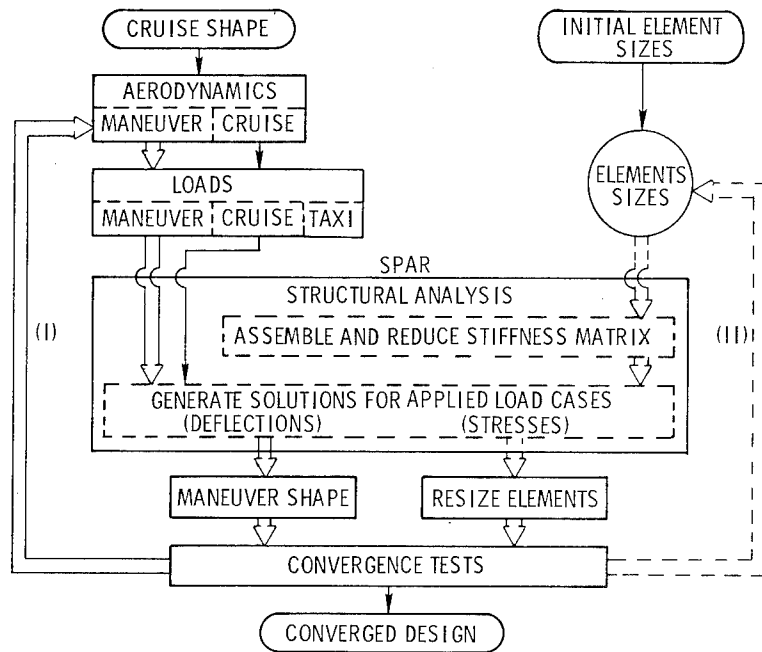 CRUISE SHAPE
INITIAL ELEMENT
SIZES
AERODYNAMICS
MANEUVER CRUISE
LOADS
MANEUVER CRUISE TAXI
ELEMENTS
SIZES
SPAR
STRUCTURAL ANALYSIS
ASSEMBLE AND REDUCE STIFFNESS MATRIX
(I)
(II)
GENERATE SOLUTIONS FOR APPLIED LOAD CASES
(DEFLECTIONS) (STRESSES)
MANEUVER SHAPE
RESIZE ELEMENTS
CONVERGENCE TESTS
CONVERGED DESIGN